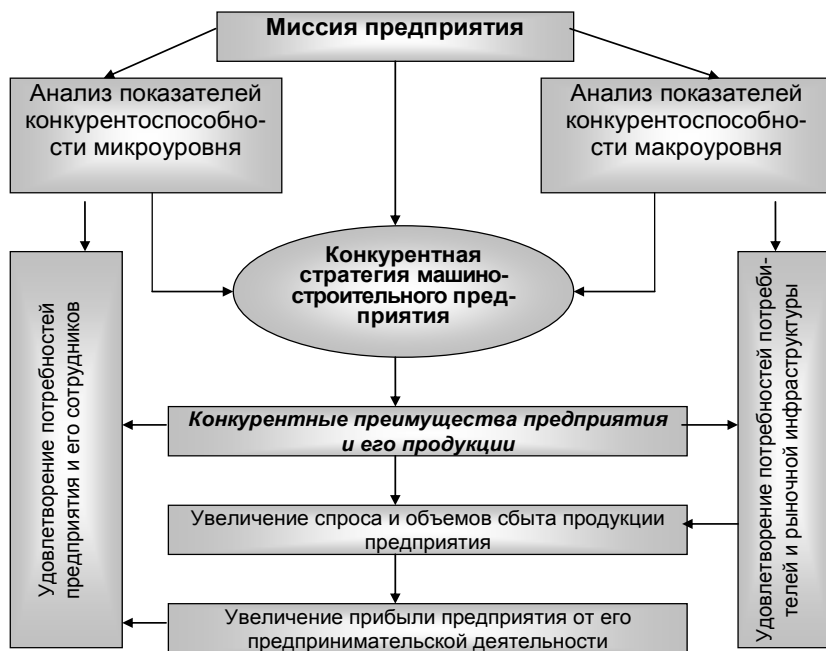 Миссия предприятия
Анализ показателей
конкурентоспособно-
сти микроуровня
Анализ показателей
конкурентоспособно-
сти макроуровня
Конкурентная
стратегия машино-
строительного пред-
приятия
Удовлетворение потребностей
предприятия и его сотрудников
Конкурентные преимущества предприятия
и его продукции
Удовлетворение потребностей потреби-
телей и рыночной инфраструктуры
Увеличение спроса и объемов сбыта продукции
предприятия
Увеличение прибыли предприятия от его
предпринимательской деятельности